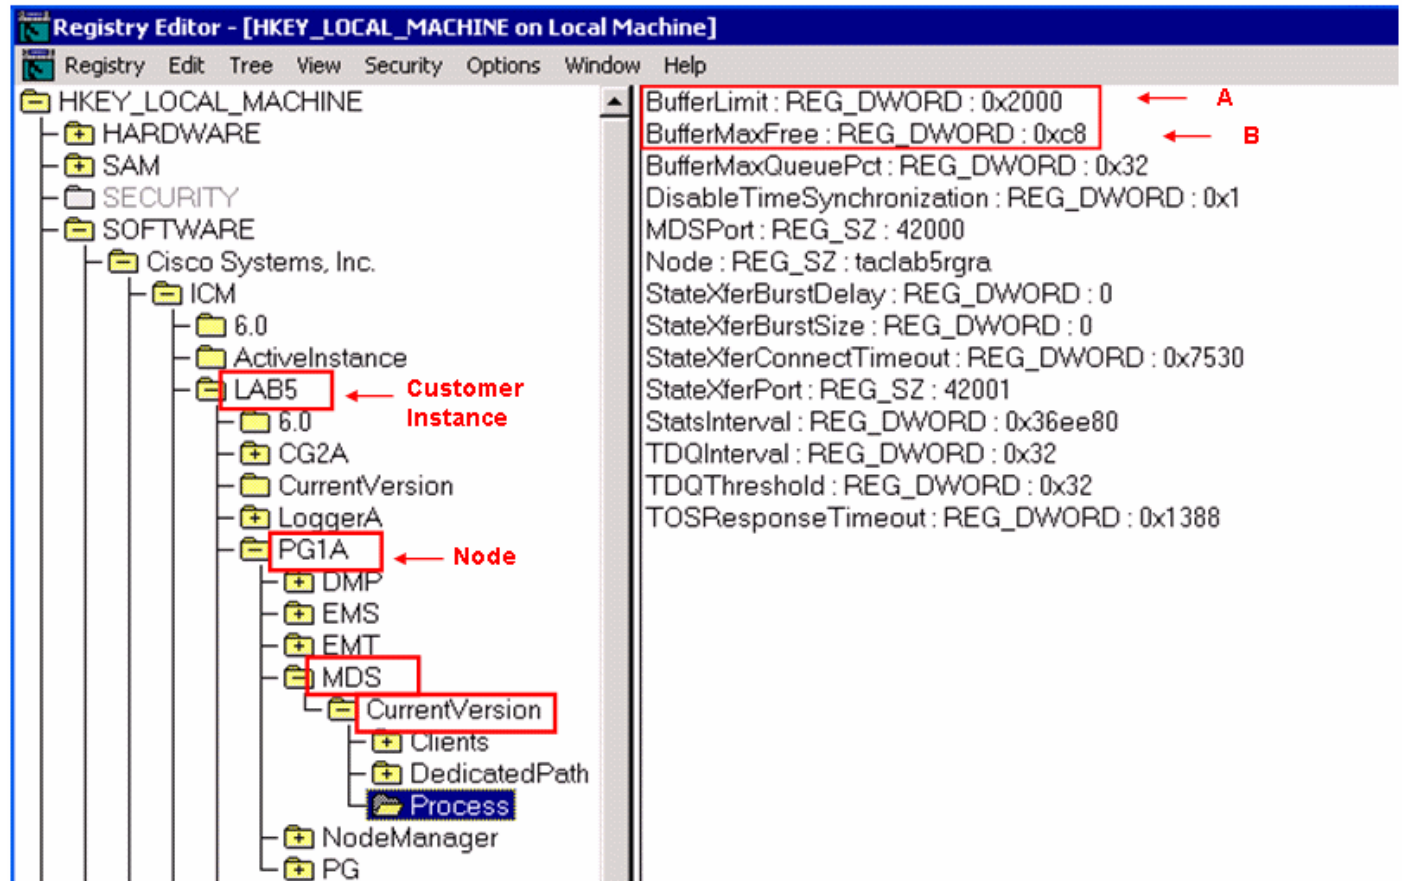 Registry Editor - [HKEY_LOCAL_MACHINE on Local Machine]
Registry Edit Tree View Security Options Window Help
HKEY_LOCAL_MACHINE
HARDWARE
SAM
SECURITY
SOFTWARE
Cisco Systems, Inc.
ICM
6.0
ActiveInstance
LAB5
Customer
Instance
6.0
CG2A
CurrentVersion
LoggerA
PG1A
Node
DMP
EMS
EMT
MDS
CurrentVersion
Clients
DedicatedPath
Process
NodeManager
PG
BufferLimit : REG_DWORD : 0x2000
A
BufferMaxFree : REG_DWORD : 0xc8
B
BufferMaxQueuePct : REG_DWORD : 0x32
DisableTimeSynchronization : REG_DWORD : 0x1
MDSPort : REG_SZ : 42000
Node : REG_SZ : taclab5rgra
StateXferBurstDelay : REG_DWORD : 0
StateXferBurstSize : REG_DWORD : 0
StateXferConnectTimeout : REG_DWORD : 0x7530
StateXferPort : REG_SZ : 42001
StatsInterval : REG_DWORD : 0x36ee80
TDQInterval : REG_DWORD : 0x32
TDQThreshold : REG_DWORD : 0x32
TOSResponseTimeout : REG_DWORD : 0x1388